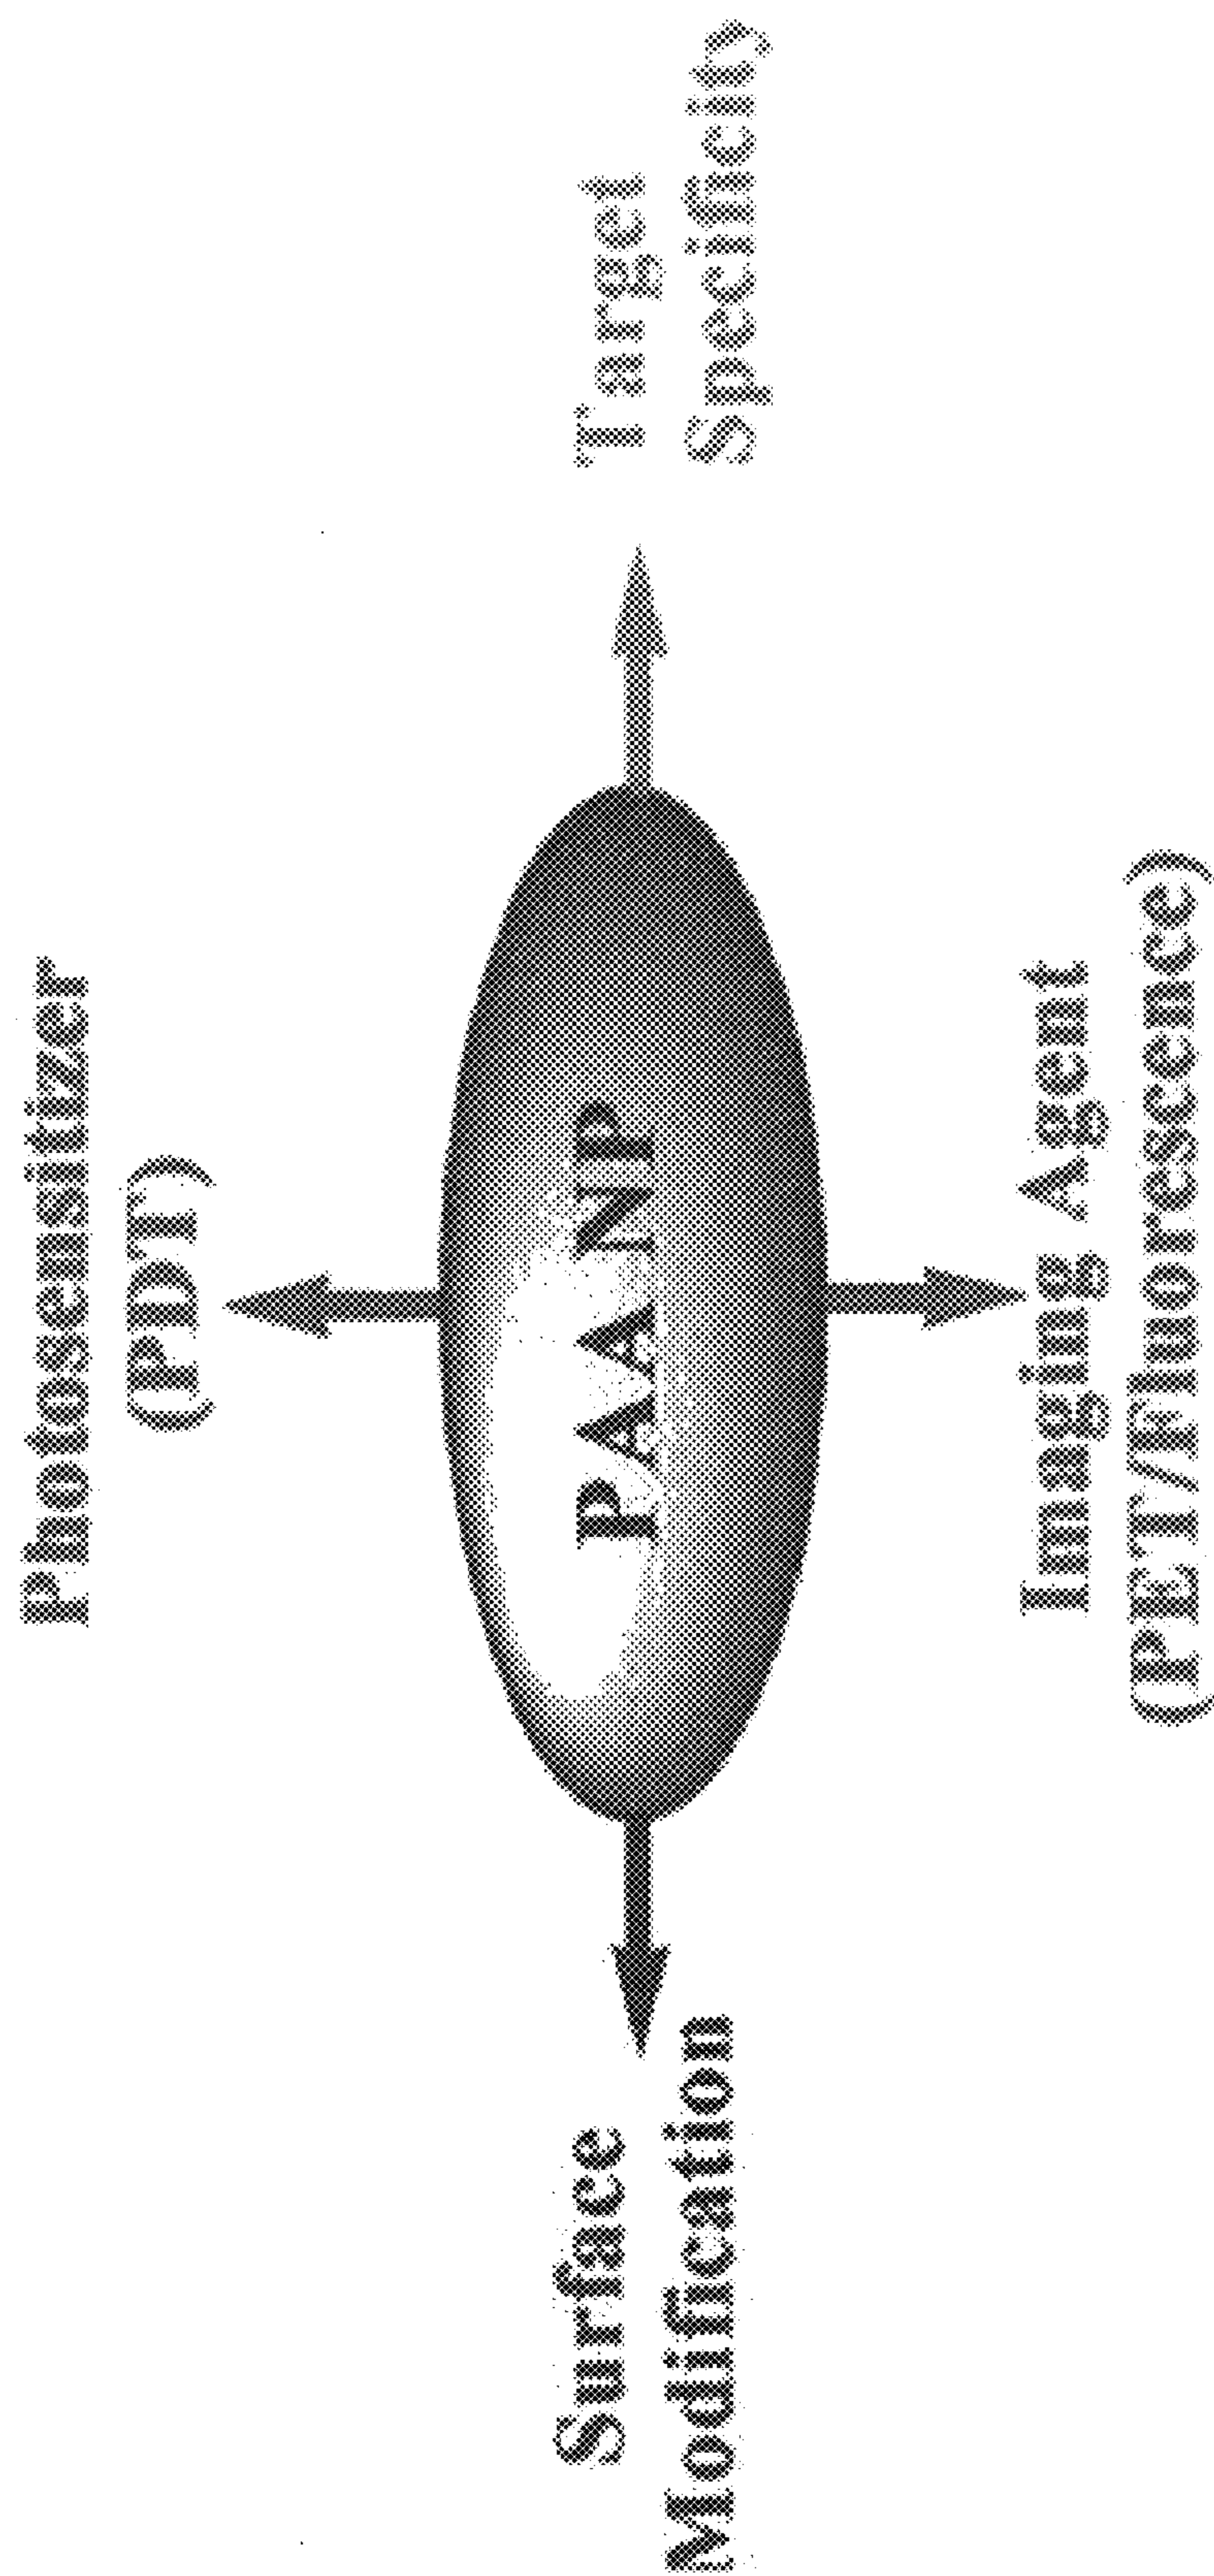 Photosensitizer
(PDT)
Surface
Modification
PAA NP
Target
Specificity
Imaging Agent
(PET/Fluorescence)